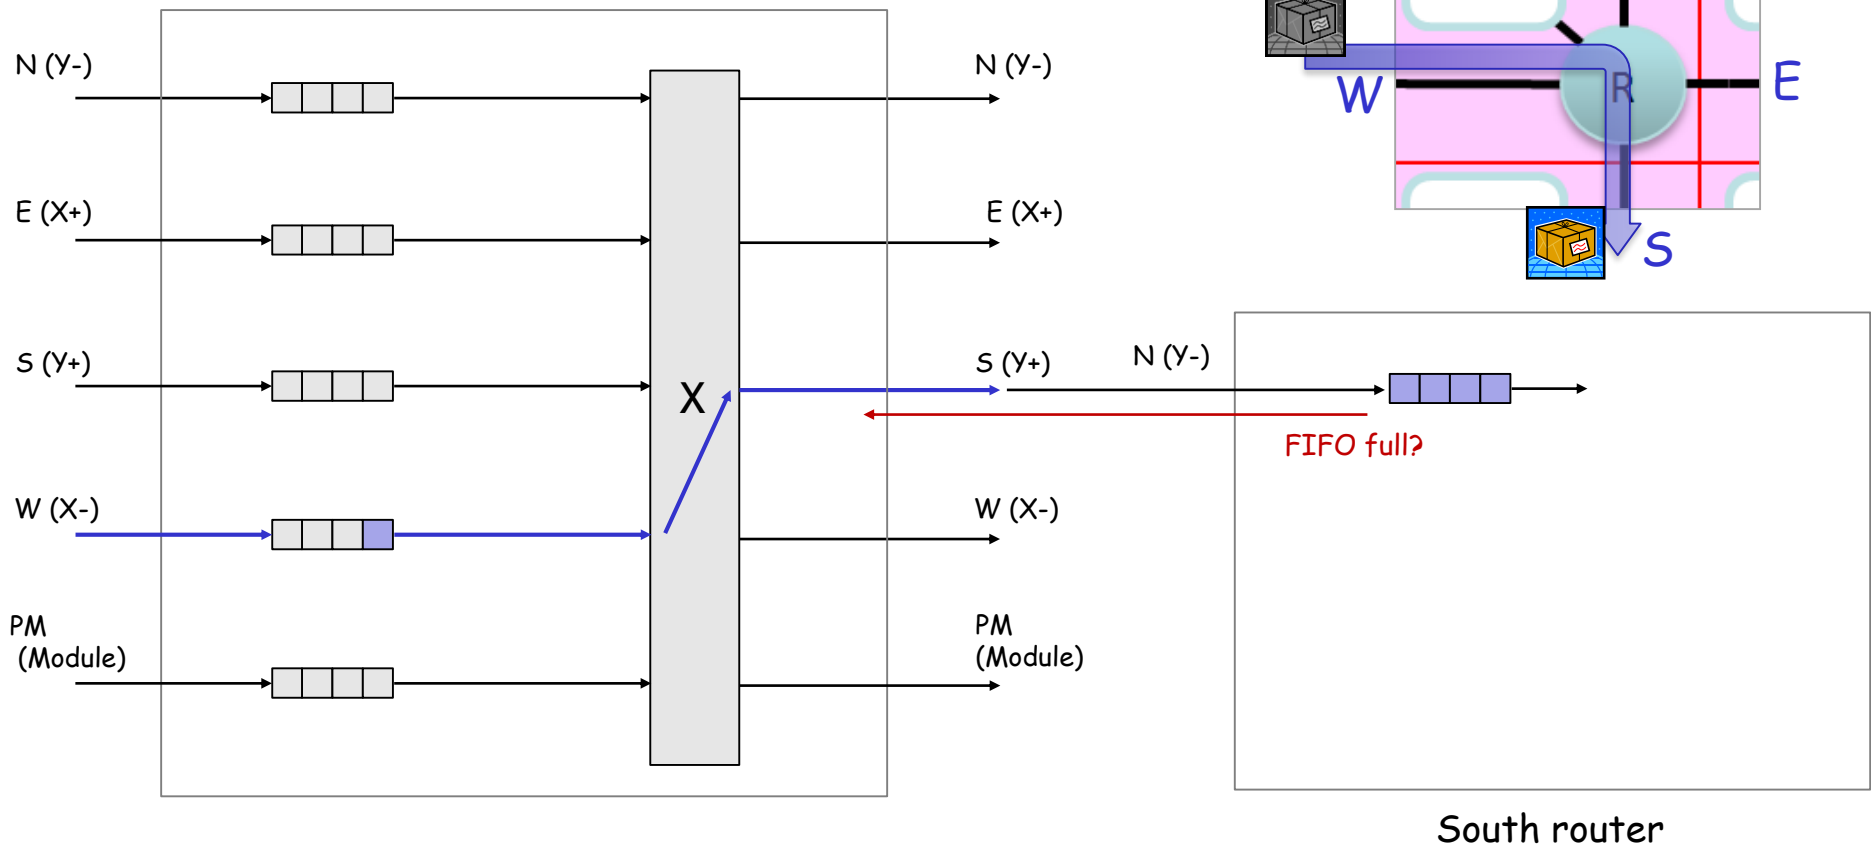 N (Y-)
E (X+)
S (Y+)
W (X-)
PM
(Module)
X
N (Y-)
E (X+)
S (Y+)
W (X-)
PM
(Module)
N (Y-)
FIFO full?
South router
W
R
E
S